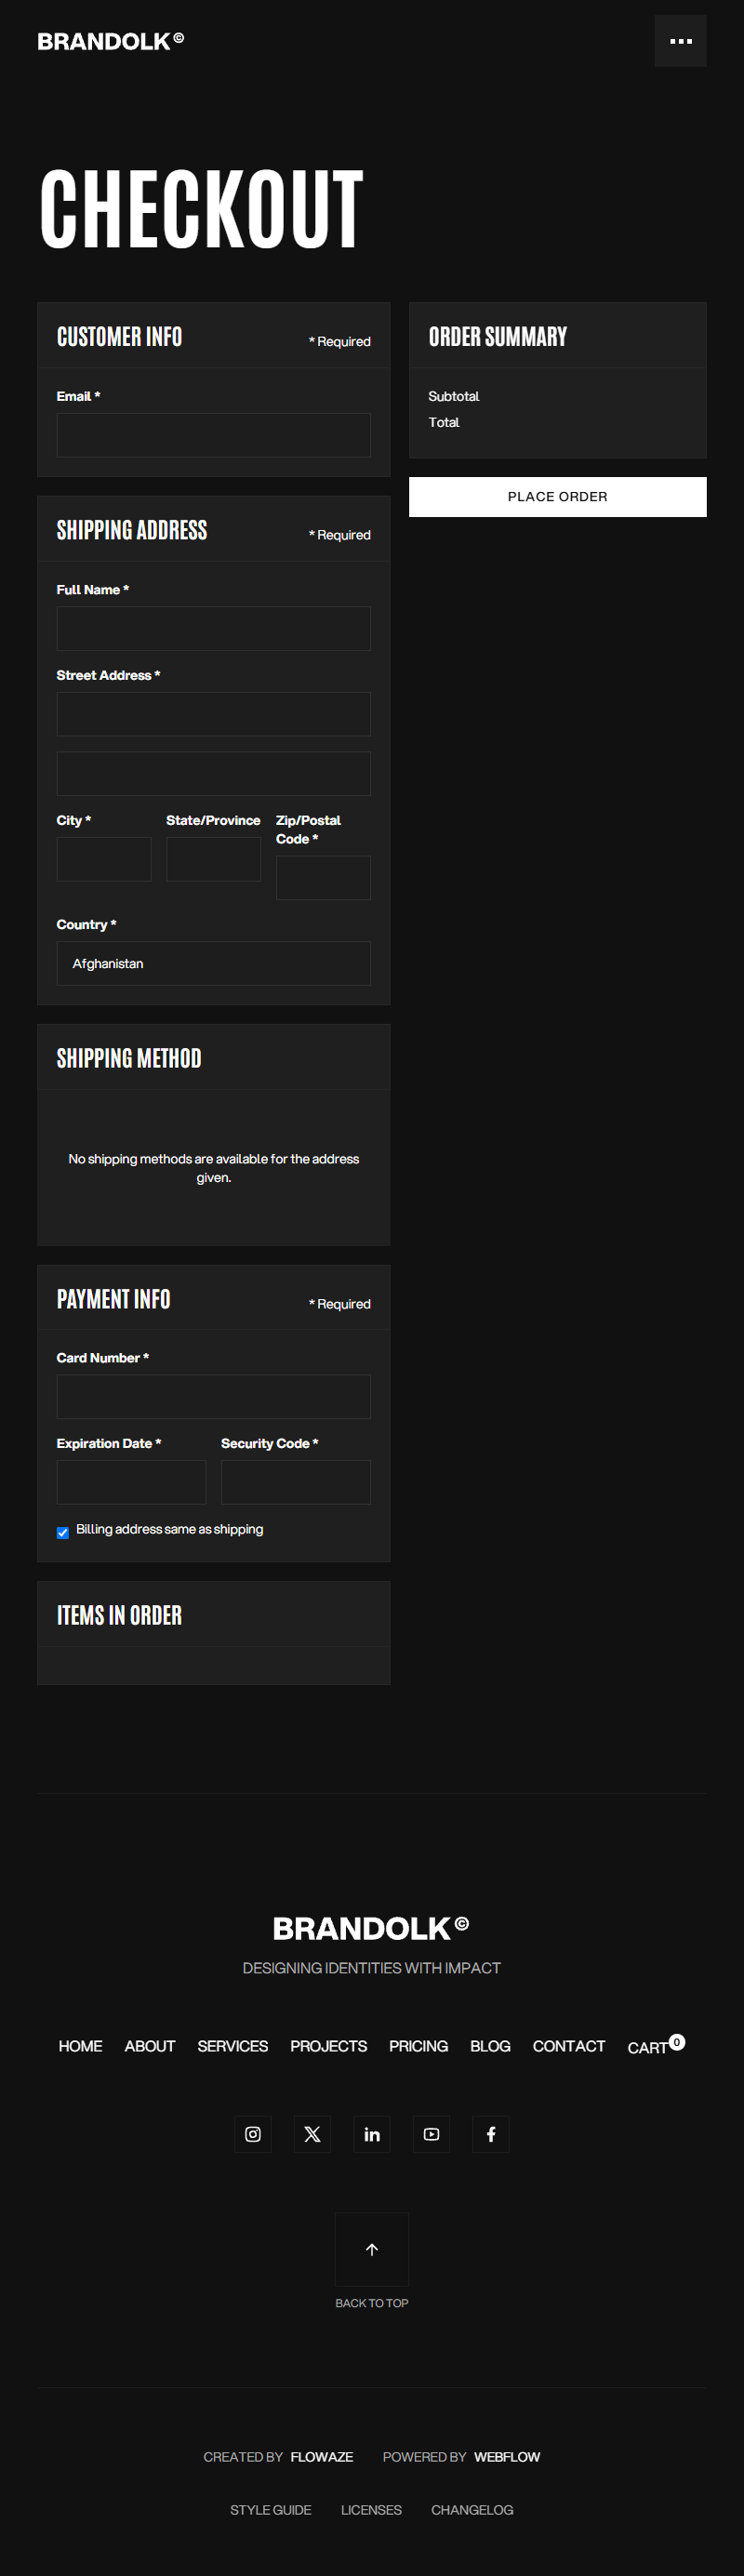 BRANDOLK©
CHECKOUT
CUSTOMER INFO
* Required
Email *
SHIPPING ADDRESS
* Required
Full Name *
Street Address *
City *
State/Province
Zip/Postal
Code *
Country *
Afghanistan
SHIPPING METHOD
No shipping methods are available for the address
given.
PAYMENT INFO
* Required
Card Number *
Expiration Date *
Security Code *
Billing address same as shipping
ITEMS IN ORDER
ORDER SUMMARY
Subtotal
Total
PLACE ORDER
BRANDOLK©
DESIGNING IDENTITIES WITH IMPACT
HOME ABOUT SERVICES PROJECTS PRICING BLOG CONTACT CART 0
BACK TO TOP
CREATED BY FLOWAZE POWERED BY WEBFLOW
STYLE GUIDE LICENSES CHANGELOG